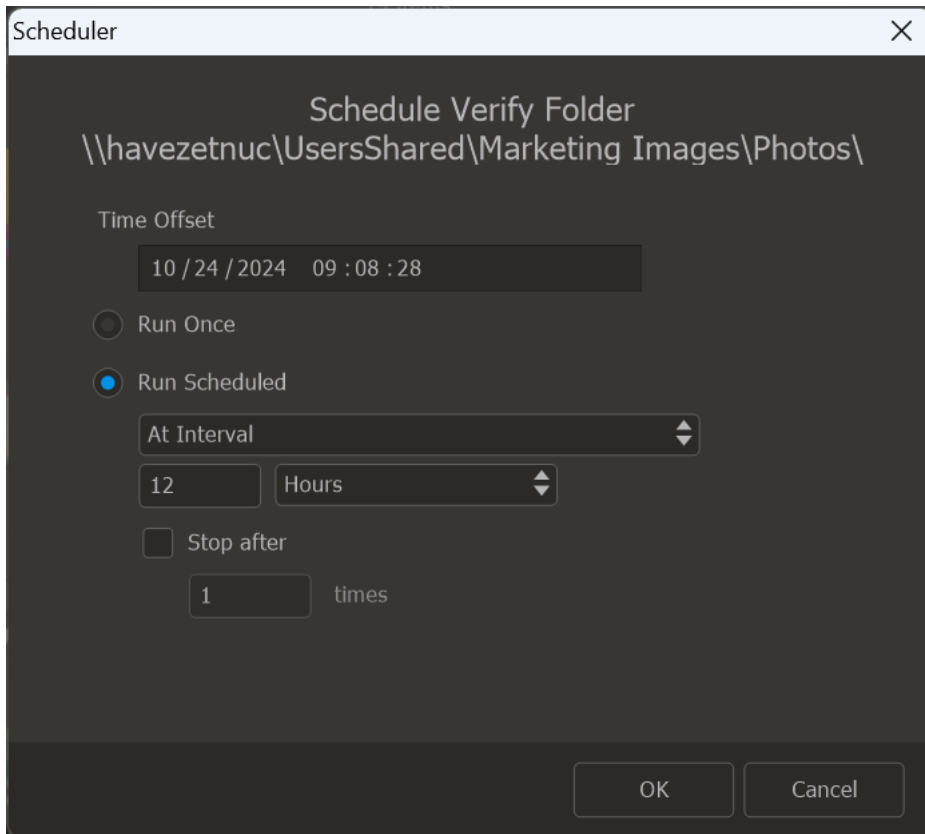 Scheduler
Schedule Verify Folder
\\havezetnuc\UsersShared\Marketing Images\Photos\
Time Offset
10 / 24 / 2024 09 : 08 : 28
Run Once
Run Scheduled
At Interval
12 Hours
Stop after
1 times
OK Cancel